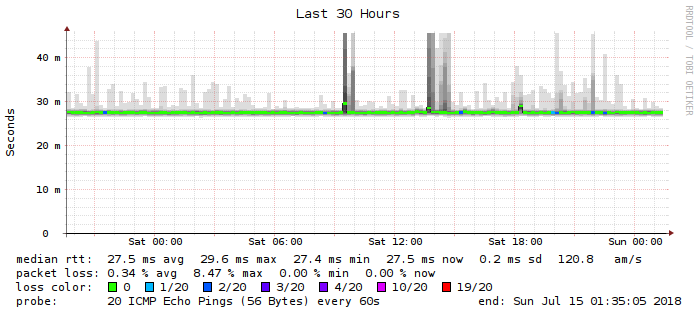 Last 30 Hours
RRDTOOL / TOBI OETIKER
Seconds
40 m
30 m
20 m
10 m
0
Sat 00:00 Sat 06:00 Sat 12:00 Sat 18:00 Sun 00:00
median rtt: 27.5 ms avg 29.6 ms max 27.4 ms min 27.5 ms now 0.2 ms sd 120.8 am/s
packet loss: 0.34 % avg 8.47 % max 0.00 % min 0.00 % now
loss color: 0 1/20 2/20 3/20 4/20 10/20 19/20
probe: 20 ICMP Echo Pings (56 Bytes) every 60s end: Sun Jul 15 01:35:05 2018